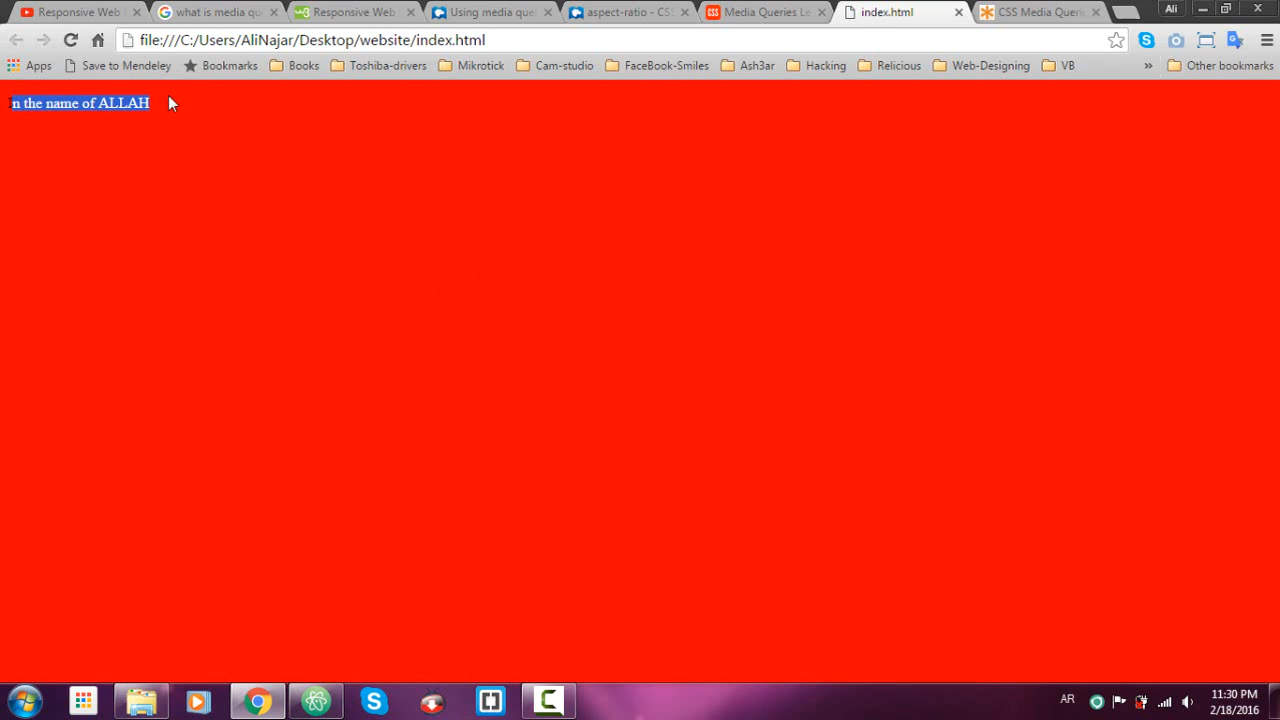 Responsive Web
what is media qu
Responsive Web
Using media que
aspect-ratio - CS
CSS
Media Queries Le
index.html
CSS Media Queri
Ali
file:///C:/Users/AliNajar/Desktop/website/index.html
Apps
Save to Mendeley
Bookmarks
Books
Toshiba-drivers
Mikrotick
Cam-studio
FaceBook-Smiles
Ash3ar
Hacking
Relicious
Web-Designing
VB
»
Other bookmarks
In the name of ALLAH
AR
11:30 PM
2/18/2016